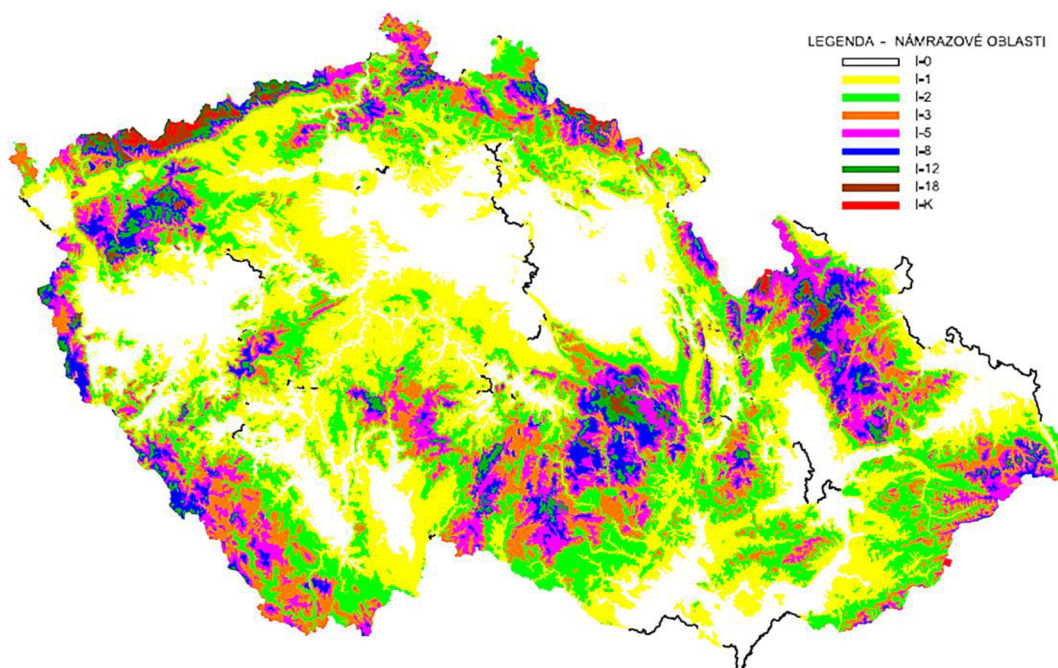 LEGENDA - NÁMRAZOVÉ OBLASTI
I-0
I-1
I-2
I-3
I-5
I-8
I-12
I-18
I-K